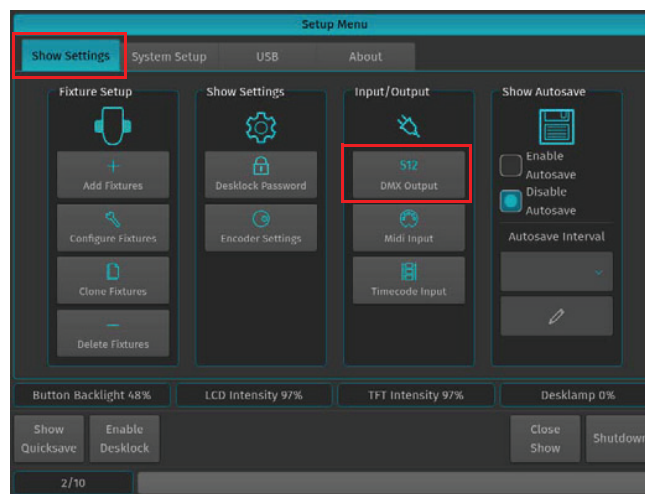 Setup Menu
Show Settings
System Setup
USB
About
Fixture Setup
Add Fixtures
Configure Fixtures
Clone Fixtures
Delete Fixtures
Show Settings
Desklock Password
Encoder Settings
Input/Output
512
DMX Output
Midi Input
Timecode Input
Show Autosave
Enable
Autosave
Disable
Autosave
Autosave Interval
Button Backlight 48%
LCD Intensity 97%
TFT Intensity 97%
Desklamp 0%
Show
Quicksave
Enable
Desklock
Close
Show
Shutdown
2/10